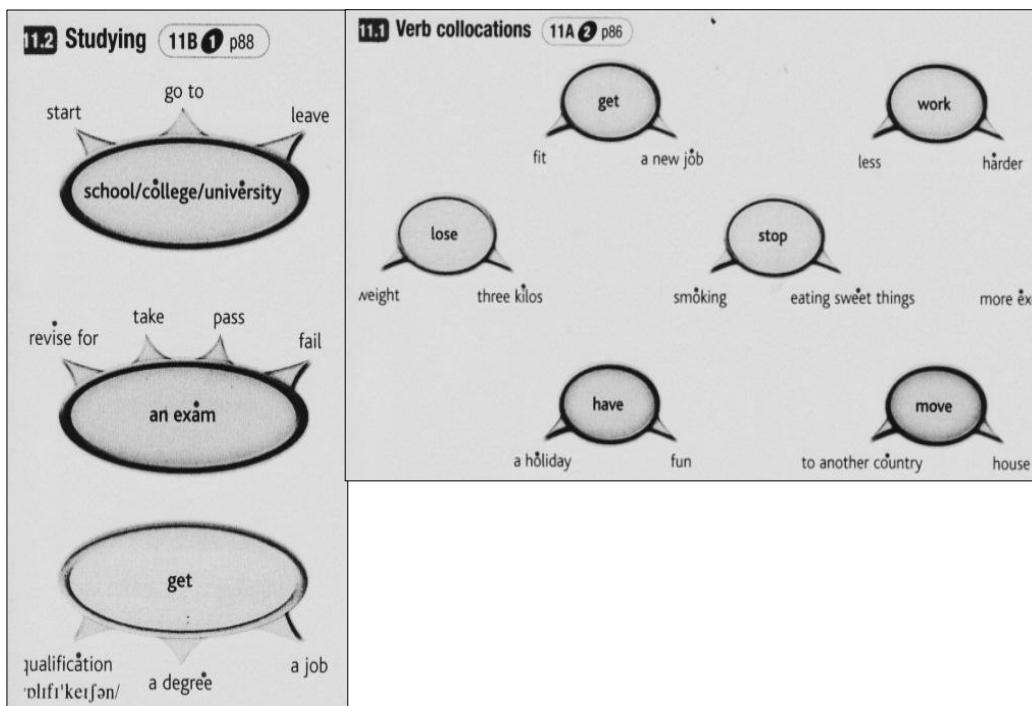 11.2 Studying 11B 1 p88
start go to leave
school/college/university
revise for take pass fail
an exam
get
qualification a degree a job
11.1 Verb collocations 11A 2 p86
get work
fit a new job less harder
lose stop
weight three kilos smoking eating sweet things more ex
have move
a holiday fun to another country house